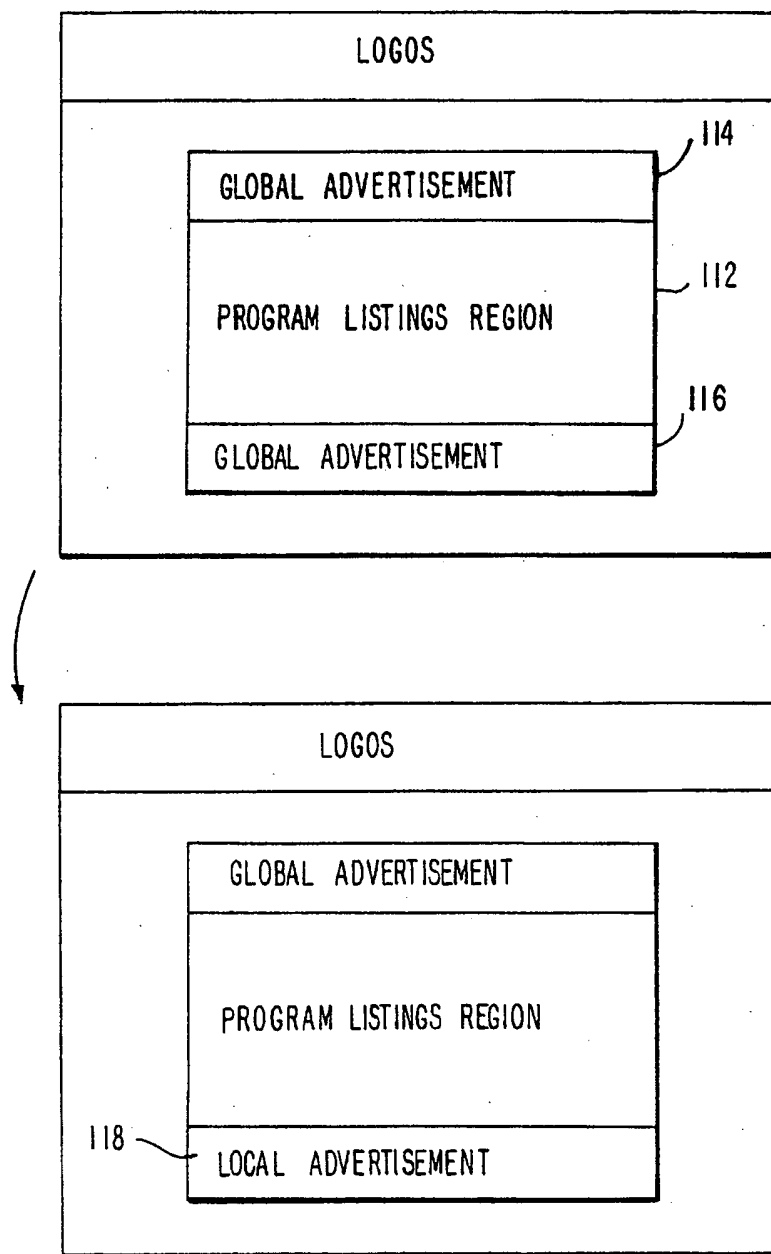 LOGOS
114
GLOBAL ADVERTISEMENT
112
PROGRAM LISTINGS REGION
116
GLOBAL ADVERTISEMENT
LOGOS
GLOBAL ADVERTISEMENT
PROGRAM LISTINGS REGION
118
LOCAL ADVERTISEMENT